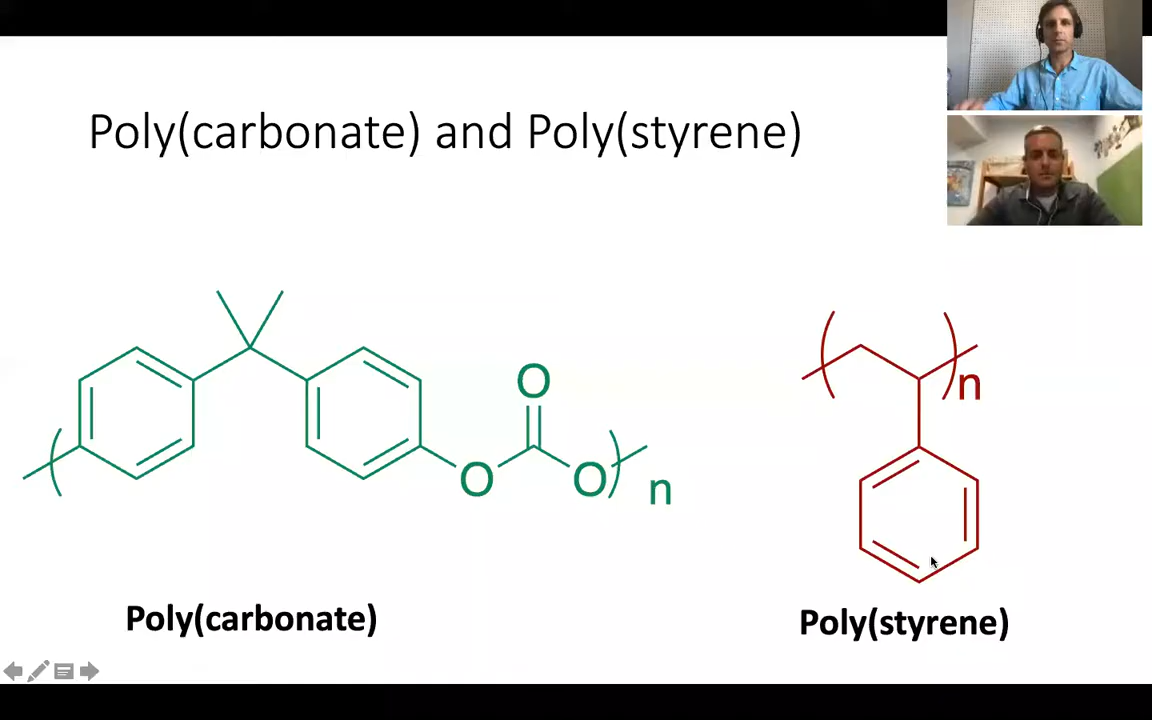 Poly(carbonate) and Poly(styrene)
O
O
O
n
n
Poly(carbonate)
Poly(styrene)